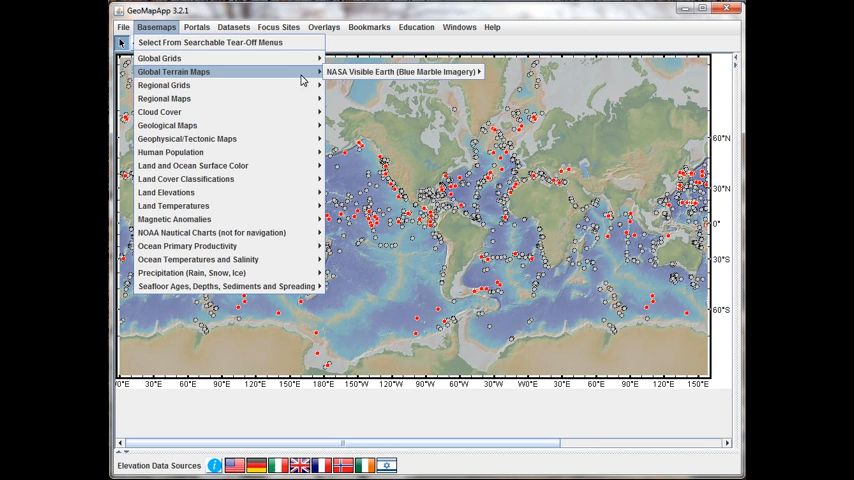 GeoMapApp 3.2.1
File Basemaps Portals Datasets Focus Sites Overlays Bookmarks Education Windows Help
Select From Searchable Tear-Off Menus
Global Grids
Global Terrain Maps
NASA Visible Earth (Blue Marble Imagery)
Regional Grids
Regional Maps
Cloud Cover
Geological Maps
Geophysical/Tectonic Maps
Human Population
Land and Ocean Surface Color
Land Cover Classifications
Land Elevations
Land Temperatures
Magnetic Anomalies
NOAA Nautical Charts (not for navigation)
Ocean Primary Productivity
Ocean Temperatures and Salinity
Precipitation (Rain, Snow, Ice)
Seafloor Ages, Depths, Sediments and Spreading
60°N
30°N
0°
30°S
60°S
0°E 30°E 60°E 90°E 120°E 150°E 180° 150°W 120°W 90°W 60°W 30°W 0° 30°E 60°E 90°E 120°E 150°E
Elevation Data Sources